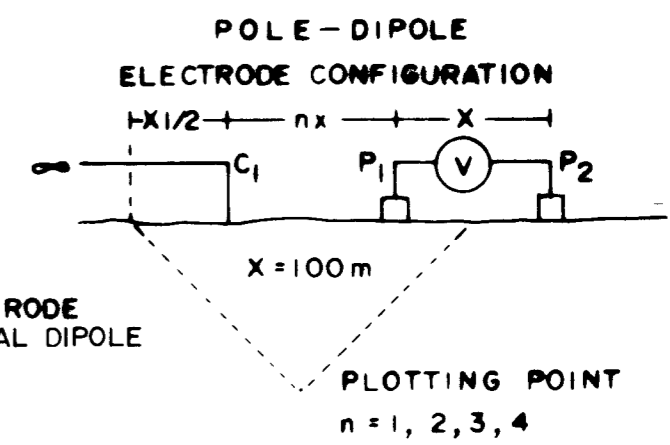 POLE-DIPOLE
ELECTRODE CONFIGURATION
X1/2 nx X
∞ C1 P1 V P2
X = 100 m
RODE
AL DIPOLE
PLOTTING POINT
n = 1, 2, 3, 4